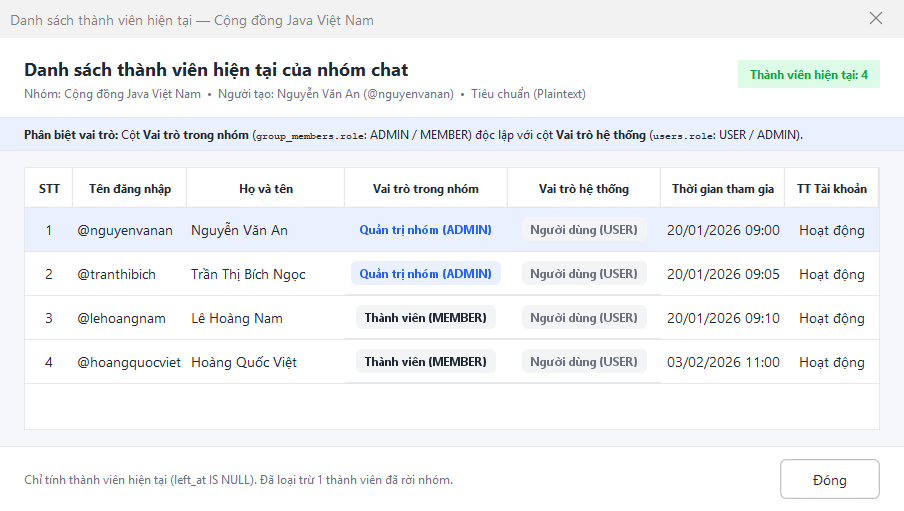 Danh sách thành viên hiện tại — Cộng đồng Java Việt Nam
Danh sách thành viên hiện tại của nhóm chat
Thành viên hiện tại: 4
Nhóm: Cộng đồng Java Việt Nam • Người tạo: Nguyễn Văn An (@nguyenvanan) • Tiêu chuẩn (Plaintext)
Phân biệt vai trò: Cột Vai trò trong nhóm (group_members.role: ADMIN / MEMBER) độc lập với cột Vai trò hệ thống (users.role: USER / ADMIN).
STT Tên đăng nhập Họ và tên Vai trò trong nhóm Vai trò hệ thống Thời gian tham gia TT Tài khoản
1 @nguyenvanan Nguyễn Văn An Quản trị nhóm (ADMIN) Người dùng (USER) 20/01/2026 09:00 Hoạt động
2 @tranthibich Trần Thị Bích Ngọc Quản trị nhóm (ADMIN) Người dùng (USER) 20/01/2026 09:05 Hoạt động
3 @lehoangnam Lê Hoàng Nam Thành viên (MEMBER) Người dùng (USER) 20/01/2026 09:10 Hoạt động
4 @hoangquocviet Hoàng Quốc Việt Thành viên (MEMBER) Người dùng (USER) 03/02/2026 11:00 Hoạt động
Chỉ tính thành viên hiện tại (left_at IS NULL). Đã loại trừ 1 thành viên đã rời nhóm.
Đóng